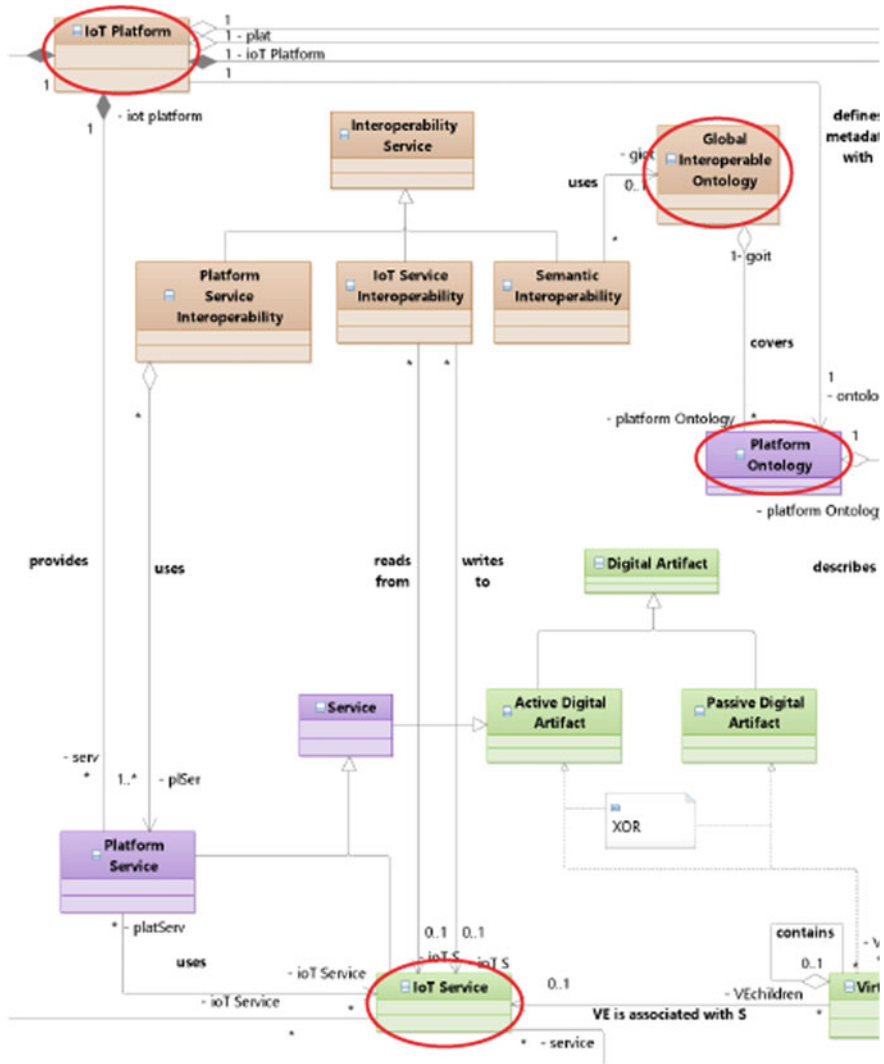 IoT Platform
1
1 - plat
1 - ioT Platform
1
1
1
- iot platform
Interoperability
Service
Global
Interoperable
Ontology
defines
metadat
with
- giot
uses
0..1
*
1- goit
Platform
Service
Interoperability
IoT Service
Interoperability
Semantic
Interoperability
*
*
*
covers
1
- ontolo
- platform Ontology
*
1
Platform
Ontology
- platform Ontolog
provides
uses
reads
from
writes
to
Digital Artifact
describes
Service
Active Digital
Artifact
Passive Digital
Artifact
- serv
*
1..*
- plSer
XOR
Platform
Service
* - platServ
uses
0..1
0..1
- ioT S
- ioT S
contains
0..1
- V
*
- ioT Service
IoT Service
0..1
- VEchildren
Virt
- ioT Service
*
VE is associated with S
*
*
* - service